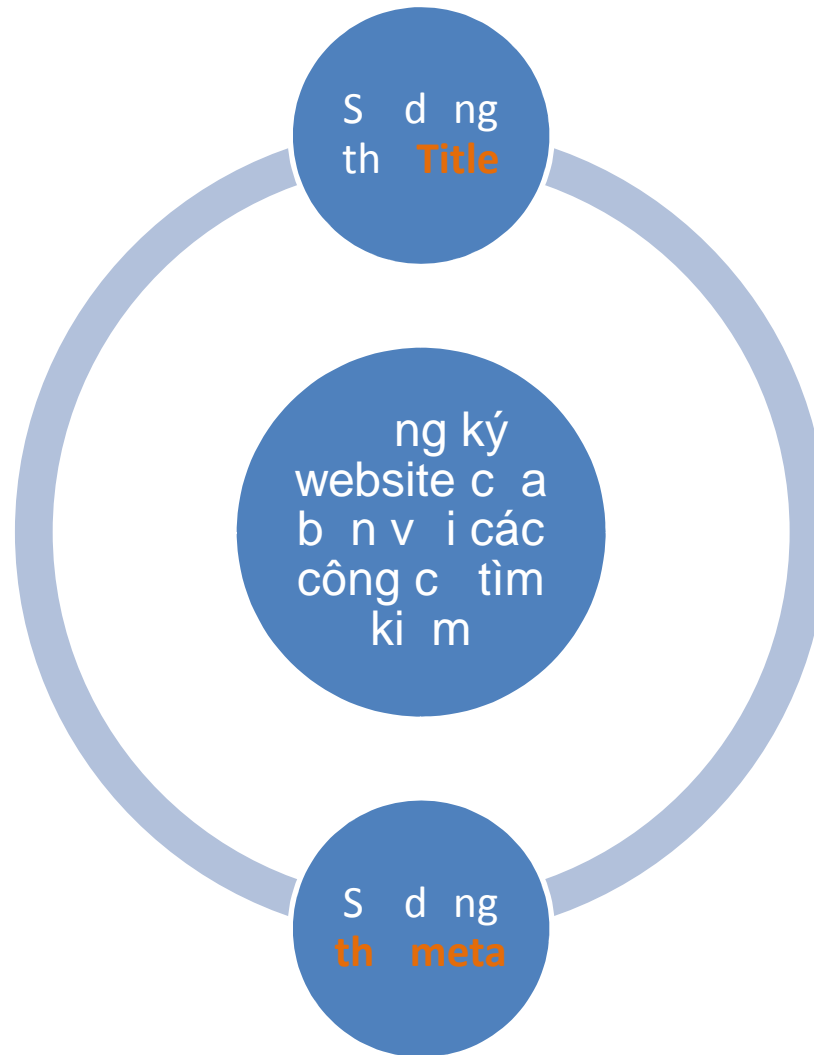 S d ng
th Title
ng ký
website c a
b n v i các
công c tìm
ki m
S d ng
th meta